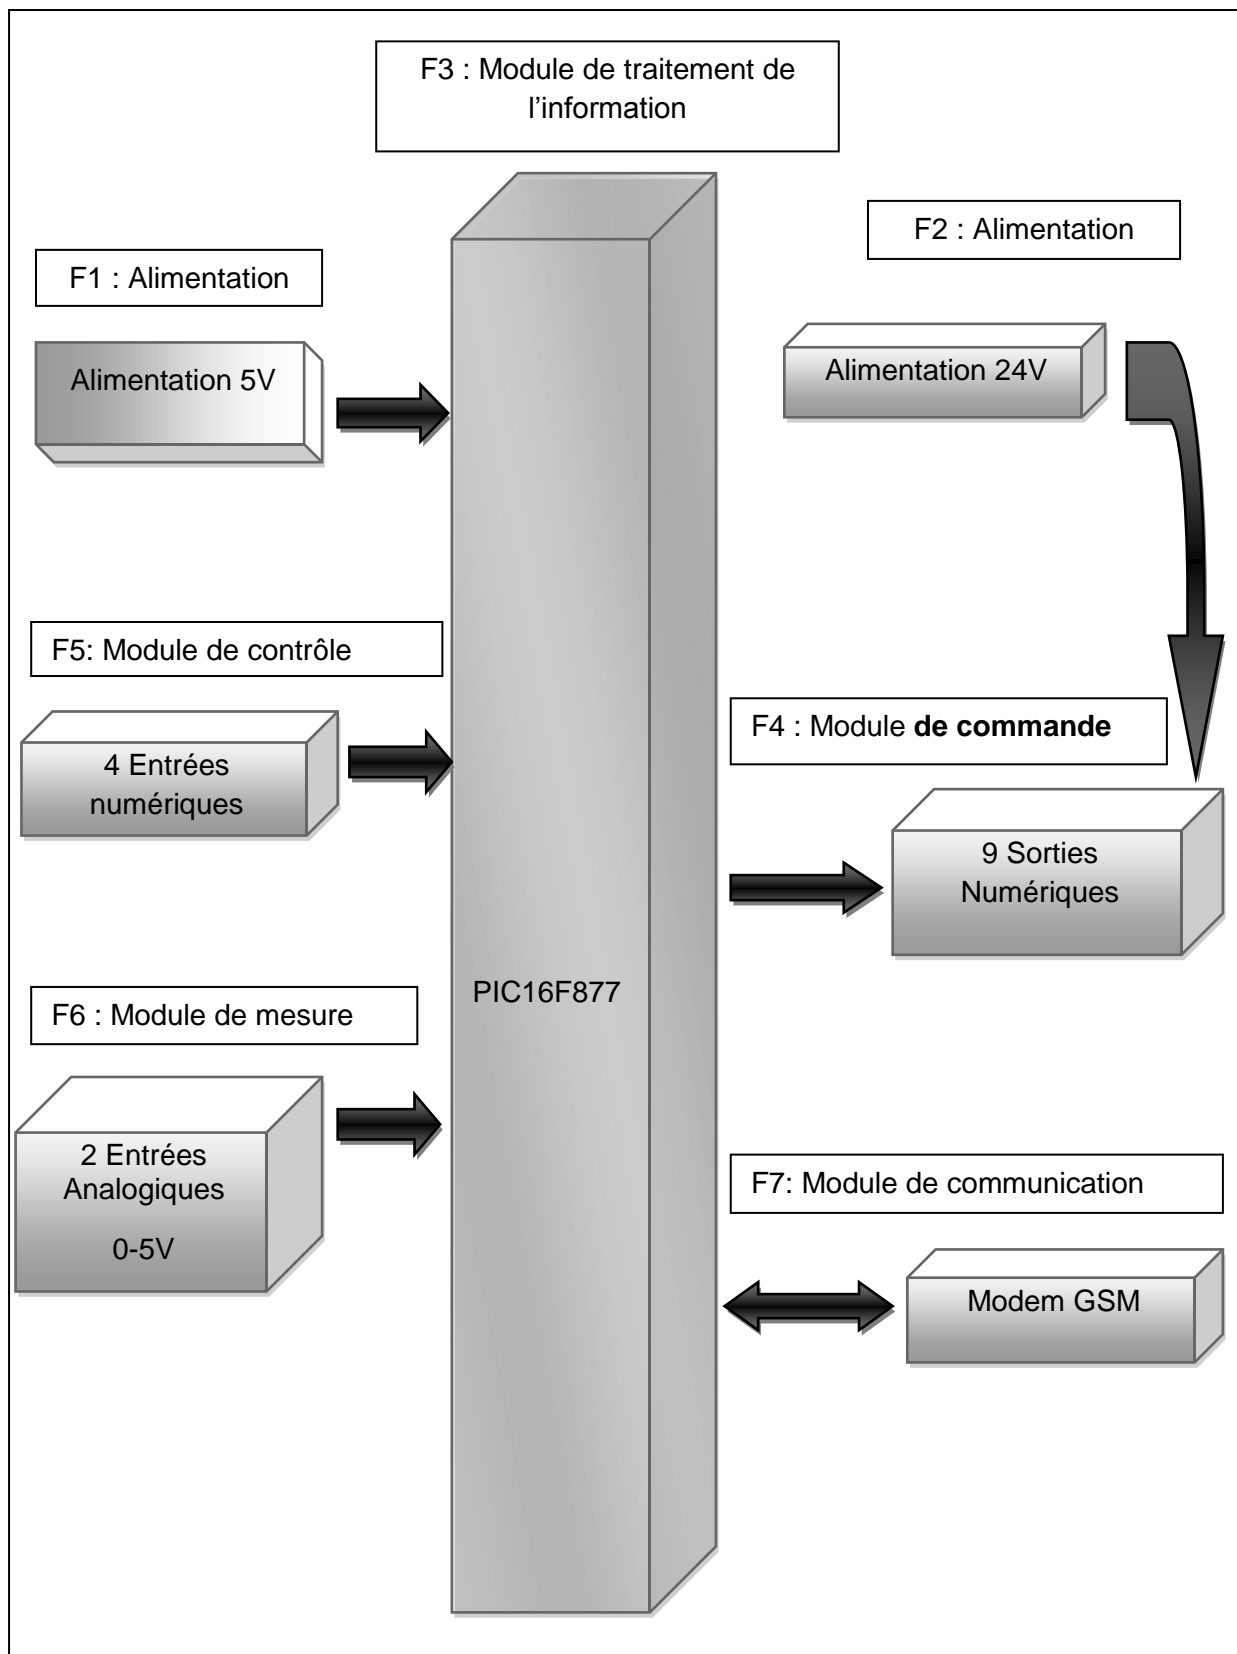 F3 : Module de traitement de
l’information
F2 : Alimentation
F1 : Alimentation
Alimentation 5V
Alimentation 24V
F5: Module de contrôle
4 Entrées
numériques
F4 : Module de commande
9 Sorties
Numériques
PIC16F877
F6 : Module de mesure
2 Entrées
Analogiques
0-5V
F7: Module de communication
Modem GSM